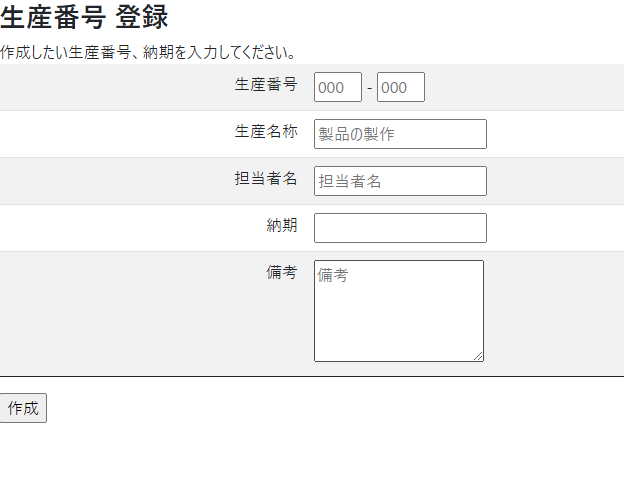 生産番号 登録
作成したい生産番号、納期を入力してください。
生産番号 000 - 000
生産名称 製品の製作
担当者名 担当者名
納期
備考 備考
作成